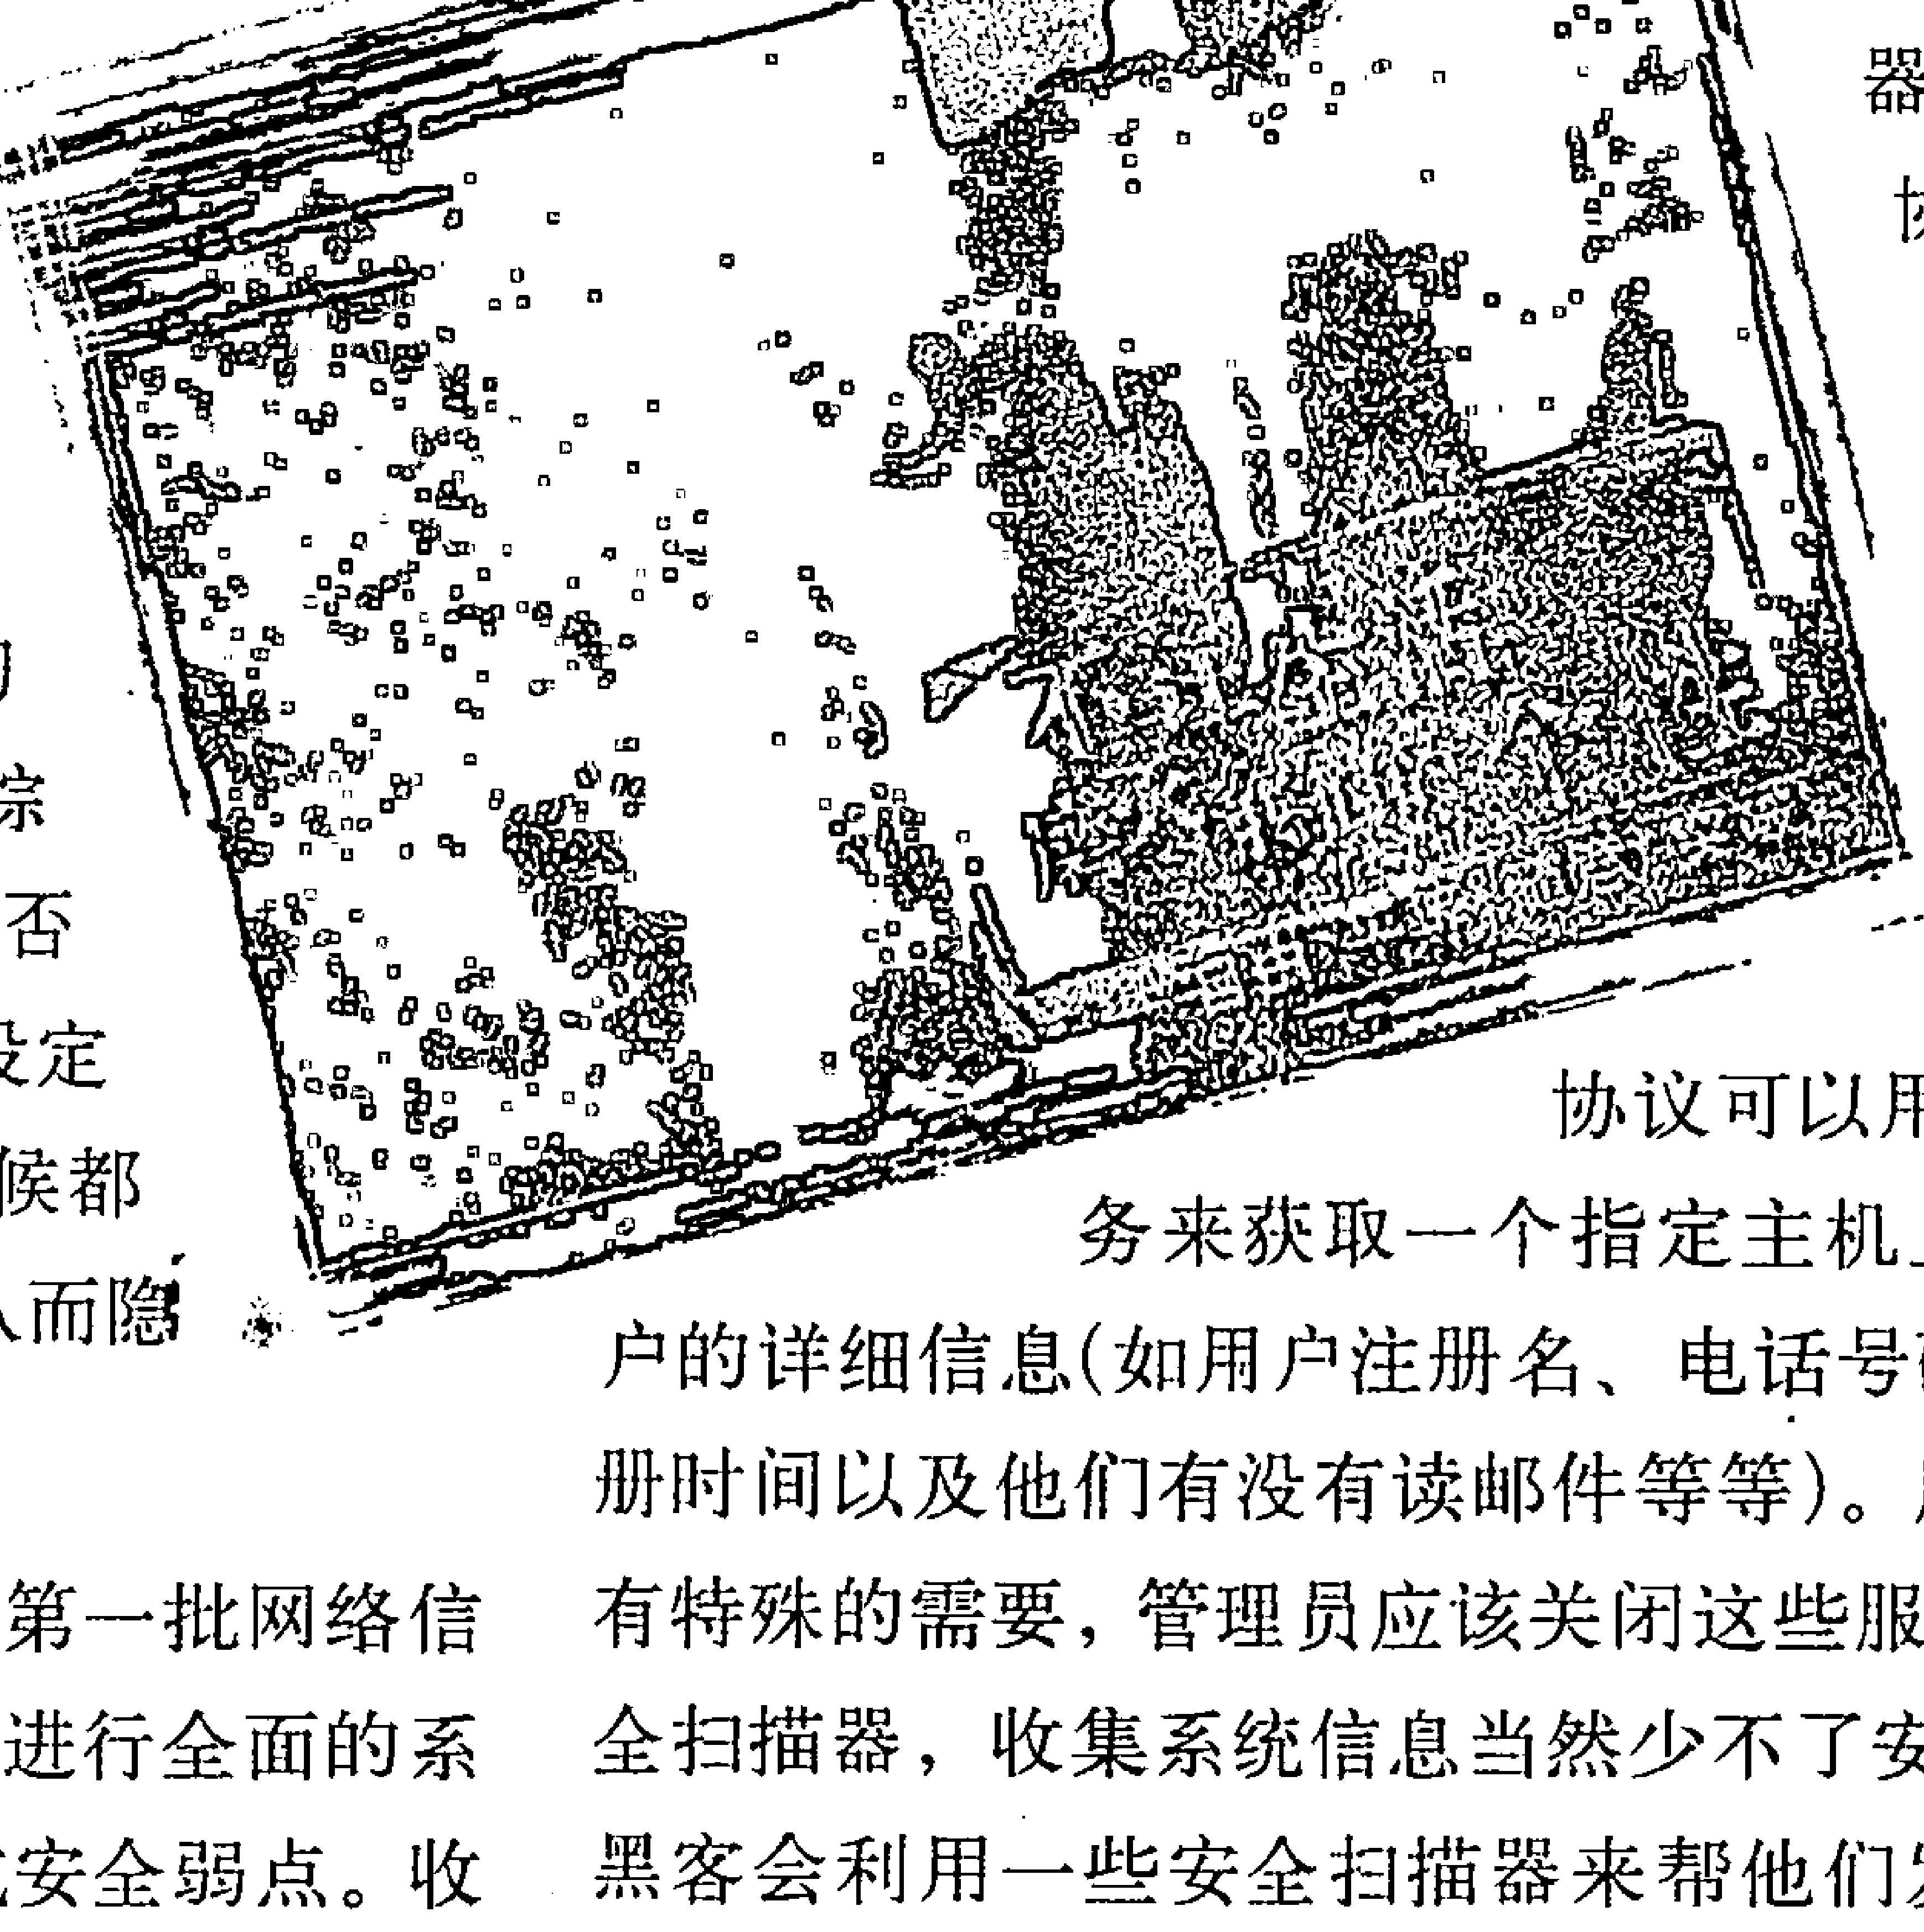 器
否
定
候都
而隐
第一批网络信
进行全面的系
安全弱点。收
协议可以用
务来获取一个指定主机
户的详细信息(如用户注册名、电话号
册时间以及他们有没有读邮件等等)。
有特殊的需要，管理员应该关闭这些服
全扫描器，收集系统信息当然少不了安
黑客会利用一些安全扫描器来帮他们